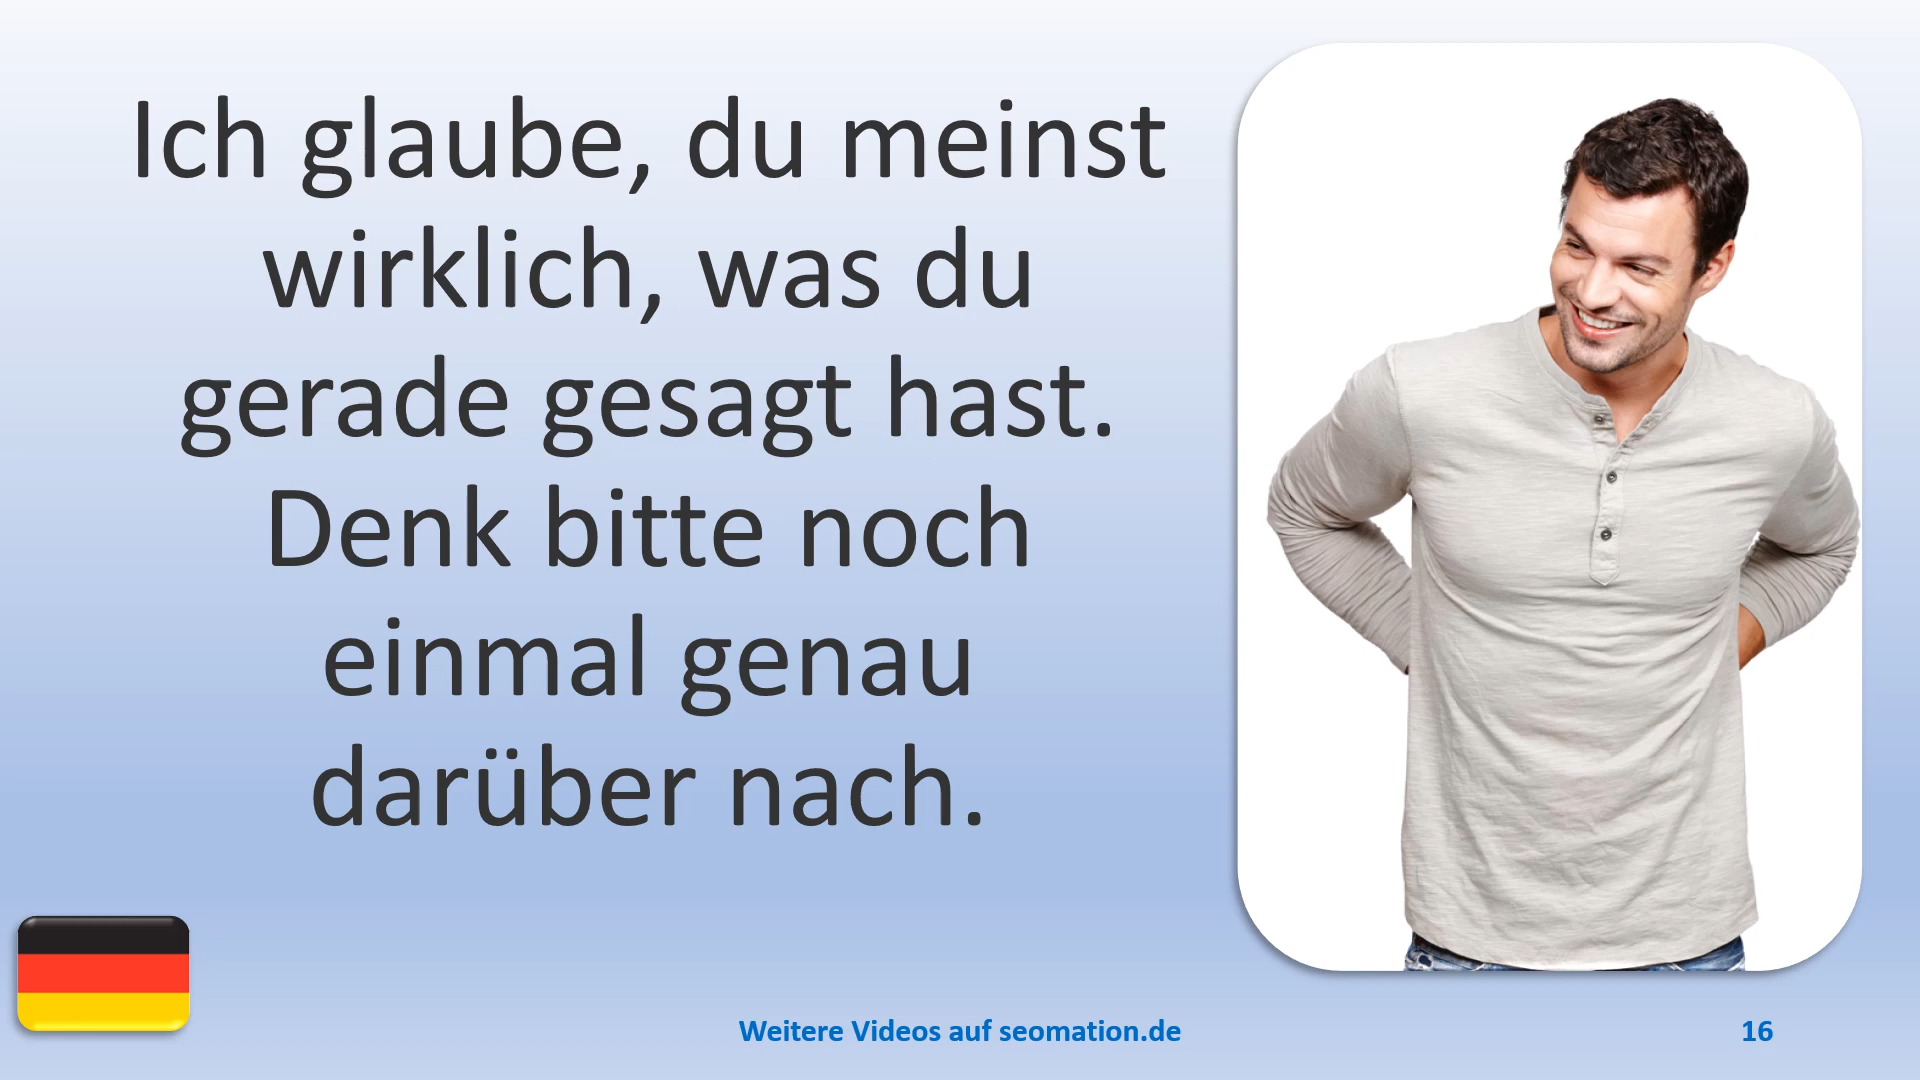 Ich glaube, du meinst
wirklich, was du
gerade gesagt hast.
Denk bitte noch
einmal genau
darüber nach.
Weitere Videos auf seomation.de
16